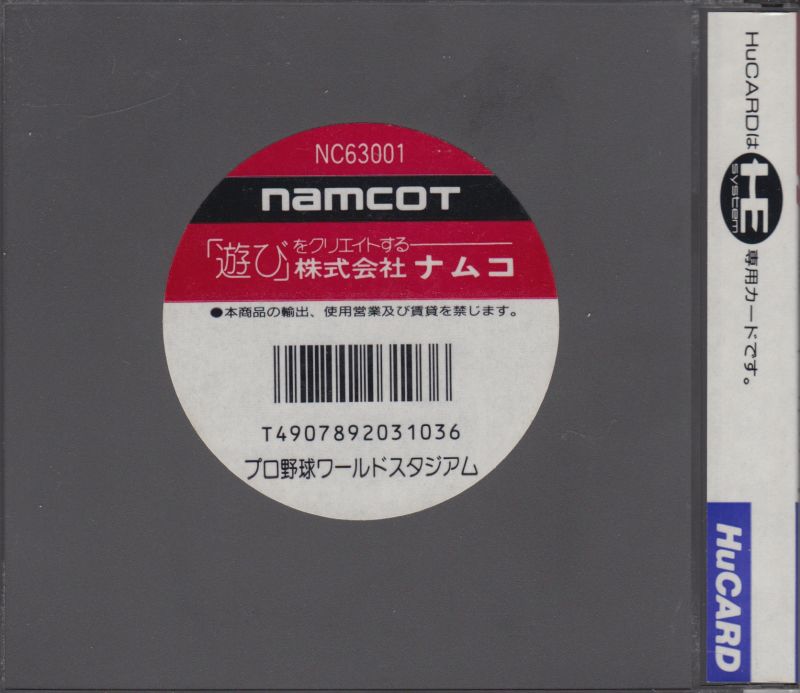 NC63001
namcoT
「遊び」をクリエイトする
株式会社 ナムコ
●本商品の輸出、使用営業及び賃貸を禁じます。
T4907892031036
プロ野球ワールドスタジアム
HuCARDは HE system 専用カードです。
HuCARD